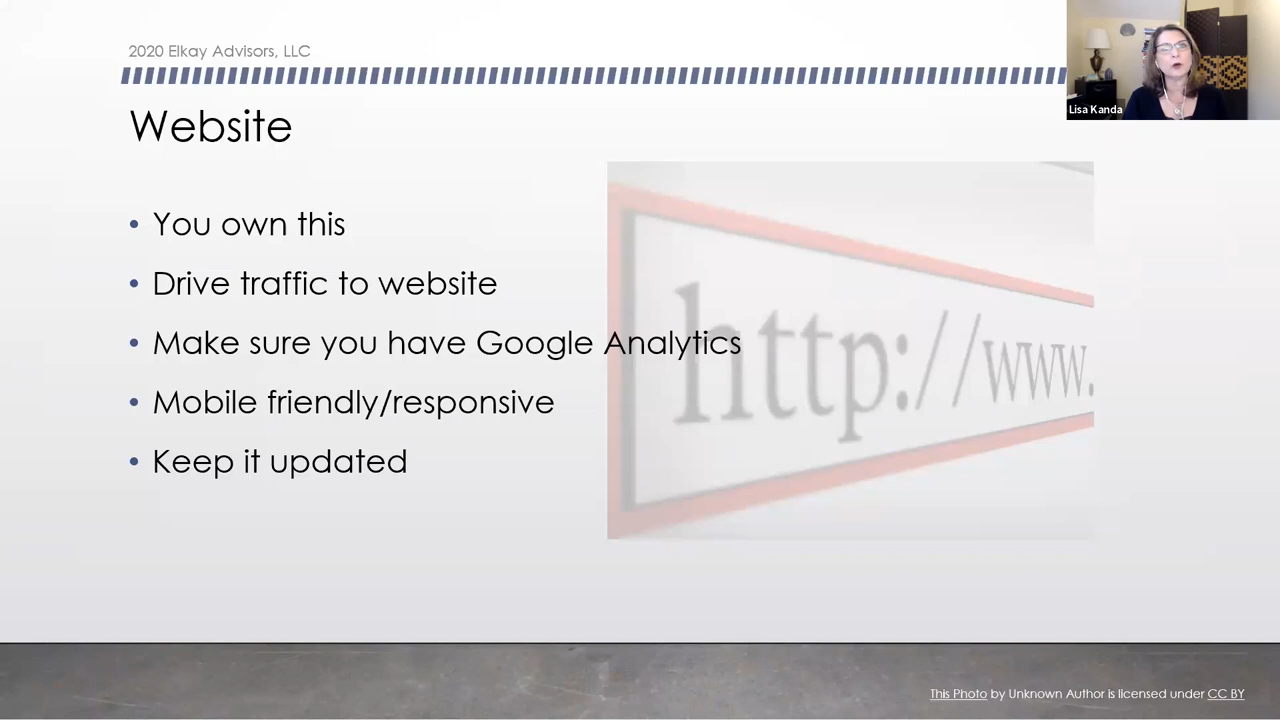 2020 Elkay Advisors, LLC
Lisa Kanda
Website
• You own this
• Drive traffic to website
• Make sure you have Google Analytics
• Mobile friendly/responsive
• Keep it updated
http://www.
This Photo by Unknown Author is licensed under CC BY